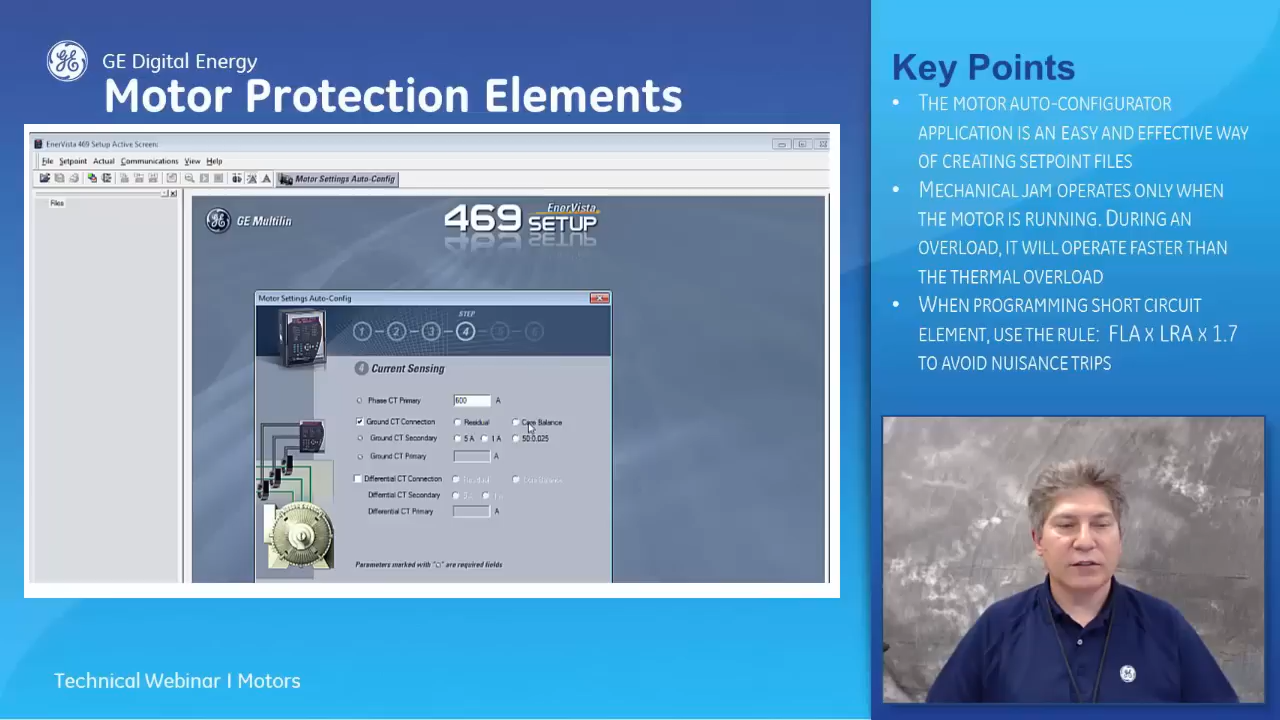 GE Digital Energy
Motor Protection Elements
EnerVista 469 Setup Active Screen:
File Setpoint Actual Communications View Help
Motor Settings Auto-Config
Files
GE Multilin
469 EnerVista SETUP
Motor Settings Auto-Config
STEP
1 2 3 4 5 6
4 Current Sensing
Phase CT Primary 600 A
Ground CT Connection Residual Core Balance
Ground CT Secondary 5 A 1 A 50:0.025
Ground CT Primary A
Differential CT Connection
Differential CT Secondary
Differential CT Primary A
are required fields
Key Points
• THE MOTOR AUTO-CONFIGURATOR
APPLICATION IS AN EASY AND EFFECTIVE WAY
OF CREATING SETPOINT FILES
• MECHANICAL JAM OPERATES ONLY WHEN
THE MOTOR IS RUNNING. DURING AN
OVERLOAD, IT WILL OPERATE FASTER THAN
THE THERMAL OVERLOAD
• WHEN PROGRAMMING SHORT CIRCUIT
ELEMENT, USE THE RULE: FLA x LRA x 1.7
TO AVOID NUISANCE TRIPS
Technical Webinar | Motors